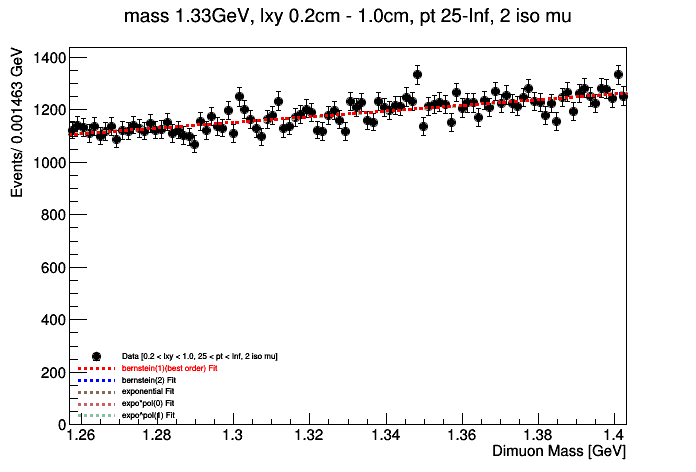 mass 1.33GeV, lxy 0.2cm - 1.0cm, pt 25-Inf, 2 iso mu
Events/ 0.001463 GeV
1400
1200
1000
800
600
400
200
0
Data [0.2 < lxy < 1.0, 25 < pt < Inf, 2 iso mu]
bernstein(1)(best order) Fit
bernstein(2) Fit
exponential Fit
expo*pol(0) Fit
expo*pol(1) Fit
1.26 1.28 1.3 1.32 1.34 1.36 1.38 1.4
Dimuon Mass [GeV]